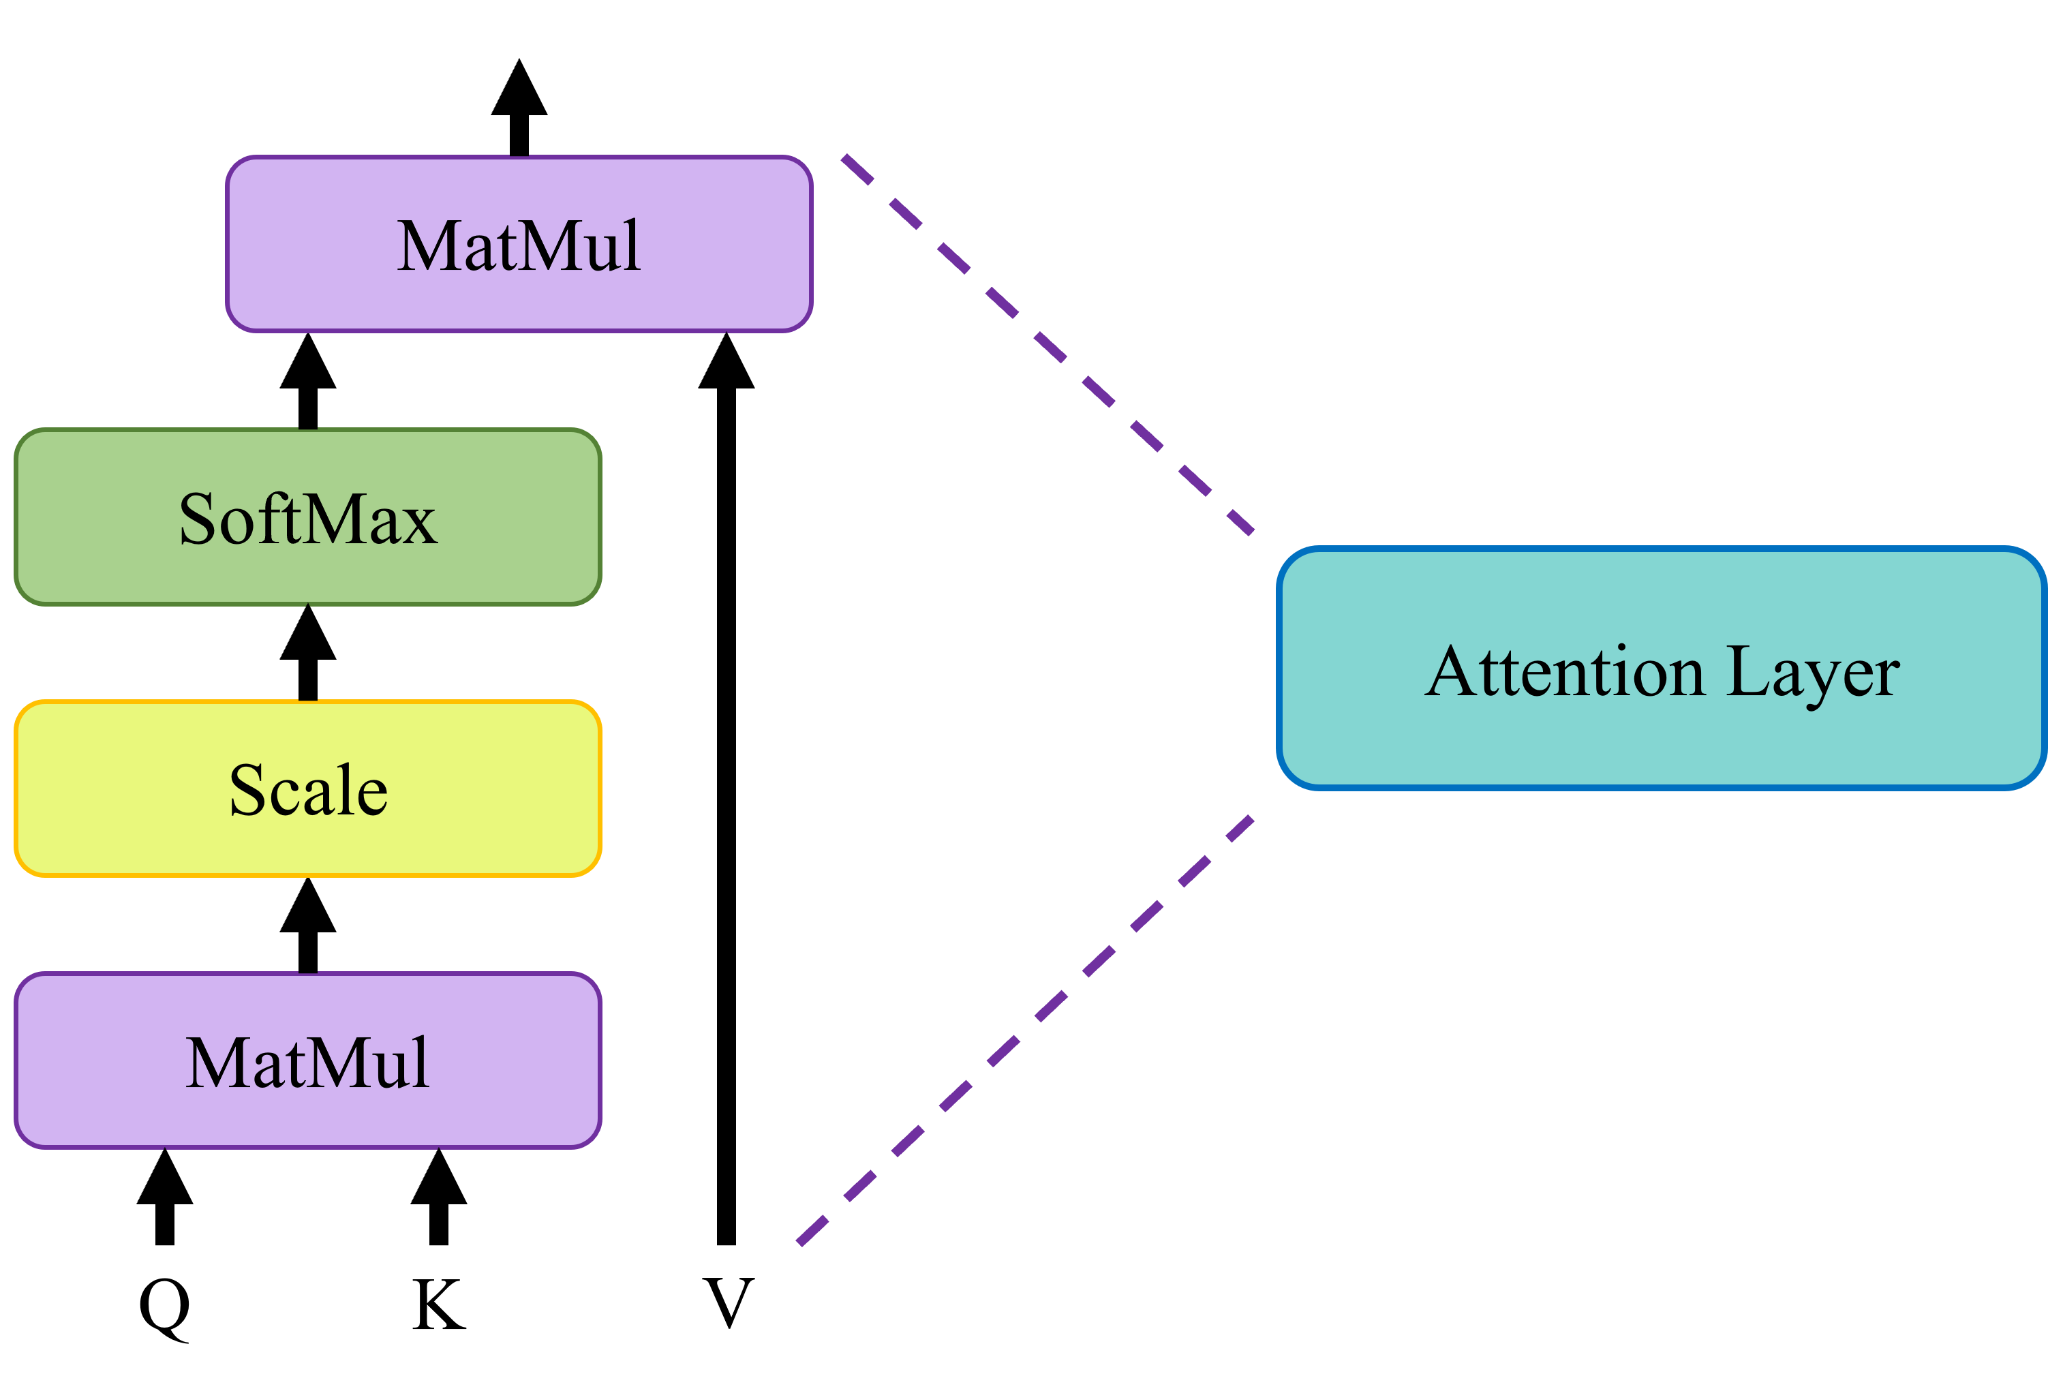 MatMul
SoftMax
Scale
MatMul
Q K V
Attention Layer